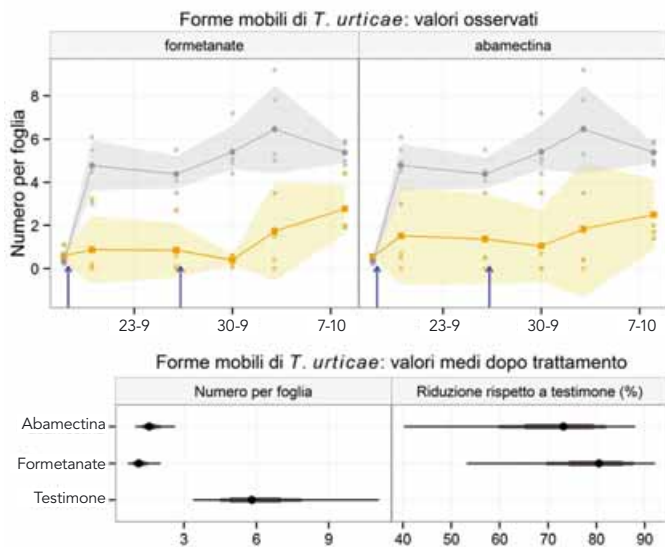 Forme mobili di T. urticae: valori osservati
formetanate abamectina
Numero per foglia
8
6
4
2
0
23-9 30-9 7-10 23-9 30-9 7-10
Forme mobili di T. urticae: valori medi dopo trattamento
Numero per foglia Riduzione rispetto a testimone (%)
Abamectina
Formetanate
Testimone
3 6 9 40 50 60 70 80 90